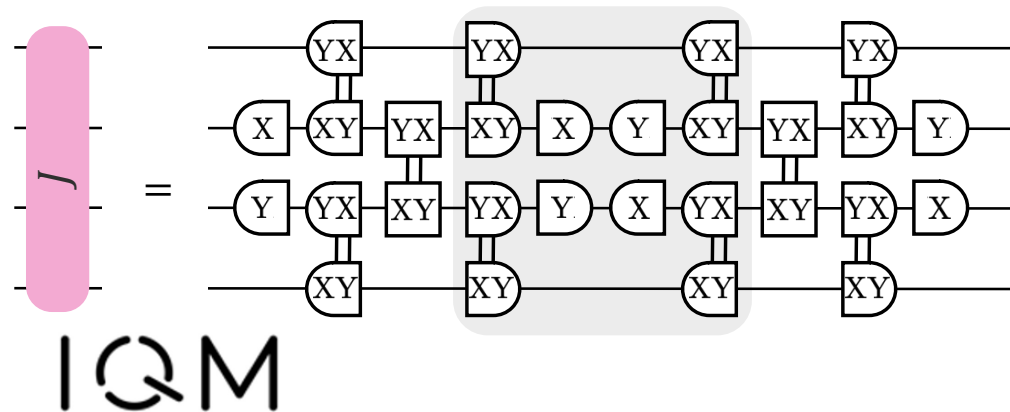 YX YX YX YX
X XY YX XY X Y XY YX XY Y
J =
Y YX XY YX Y X YX XY YX X
XY XY XY XY
IQM